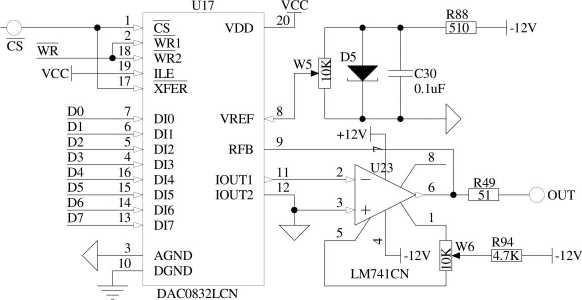 U17
VCC
1
CS
VDD
20
R88
510
-12V
CS
2
WR1
WR
18
WR2
VCC
19
ILE
17
XFER
W5
10K
D5
C30
0.1uF
D0
7
DI0
VREF
8
D1
6
DI1
+12V
7
D2
5
DI2
RFB
9
D3
4
DI3
U23
8
D4
16
DI4
IOUT1
11
2
6
R49
51
OUT
D5
15
DI5
IOUT2
12
D6
14
DI6
3
D7
13
DI7
5
4
1
3
AGND
-12V
10K
W6
R94
4.7K
-12V
10
DGND
LM741CN
DAC0832LCN